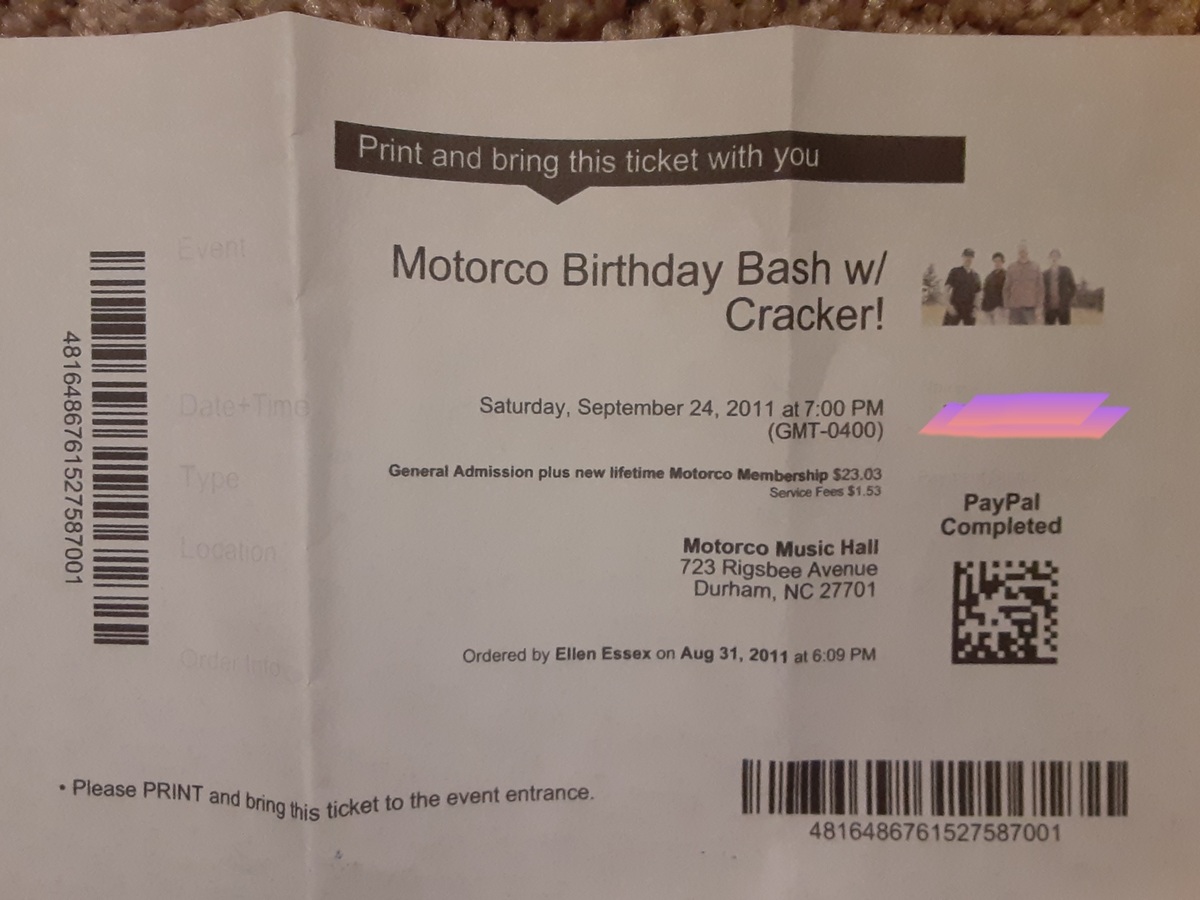 Print and bring this ticket with you
Event
Motorco Birthday Bash w/
Cracker!
Date+Time
Saturday, September 24, 2011 at 7:00 PM
(GMT-0400)
Type
General Admission plus new lifetime Motorco Membership $23.03
Service Fees $1.53
PayPal
Completed
Location
Motorco Music Hall
723 Rigsbee Avenue
Durham, NC 27701
Order Info
Ordered by Ellen Essex on Aug 31, 2011 at 6:09 PM
4816486761527587001
• Please PRINT and bring this ticket to the event entrance.
4816486761527587001